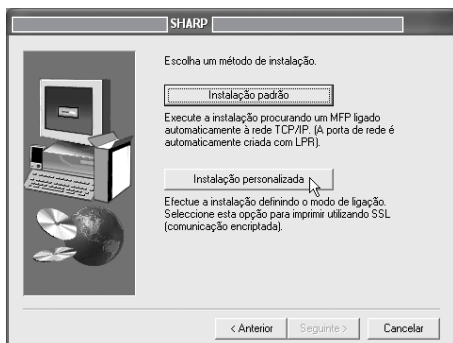 SHARP
Escolha um método de instalação.
Instalação padrão
Execute a instalação procurando um MFP ligado
automaticamente à rede TCP/IP. (A porta de rede é
automaticamente criada com LPR).
Instalação personalizada
Efectue a instalação definindo o modo de ligação.
Seleccione esta opção para imprimir utilizando SSL
(comunicação encriptada).
< Anterior
Seguinte >
Cancelar